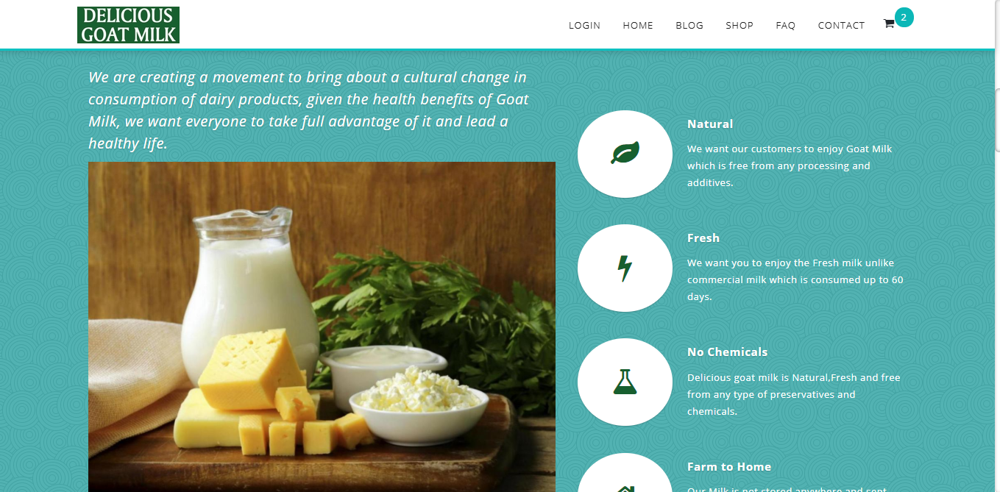 DELICIOUS
GOAT MILK
LOGIN HOME BLOG SHOP FAQ CONTACT 2
We are creating a movement to bring about a cultural change in
consumption of dairy products, given the health benefits of Goat
Milk, we want everyone to take full advantage of it and lead a
healthy life.
Natural
We want our customers to enjoy Goat Milk
which is free from any processing and
additives.
Fresh
We want you to enjoy the Fresh milk unlike
commercial milk which is consumed up to 60
days.
No Chemicals
Delicious goat milk is Natural,Fresh and free
from any type of preservatives and
chemicals.
Farm to Home
Our Milk is not stored anywhere and sent